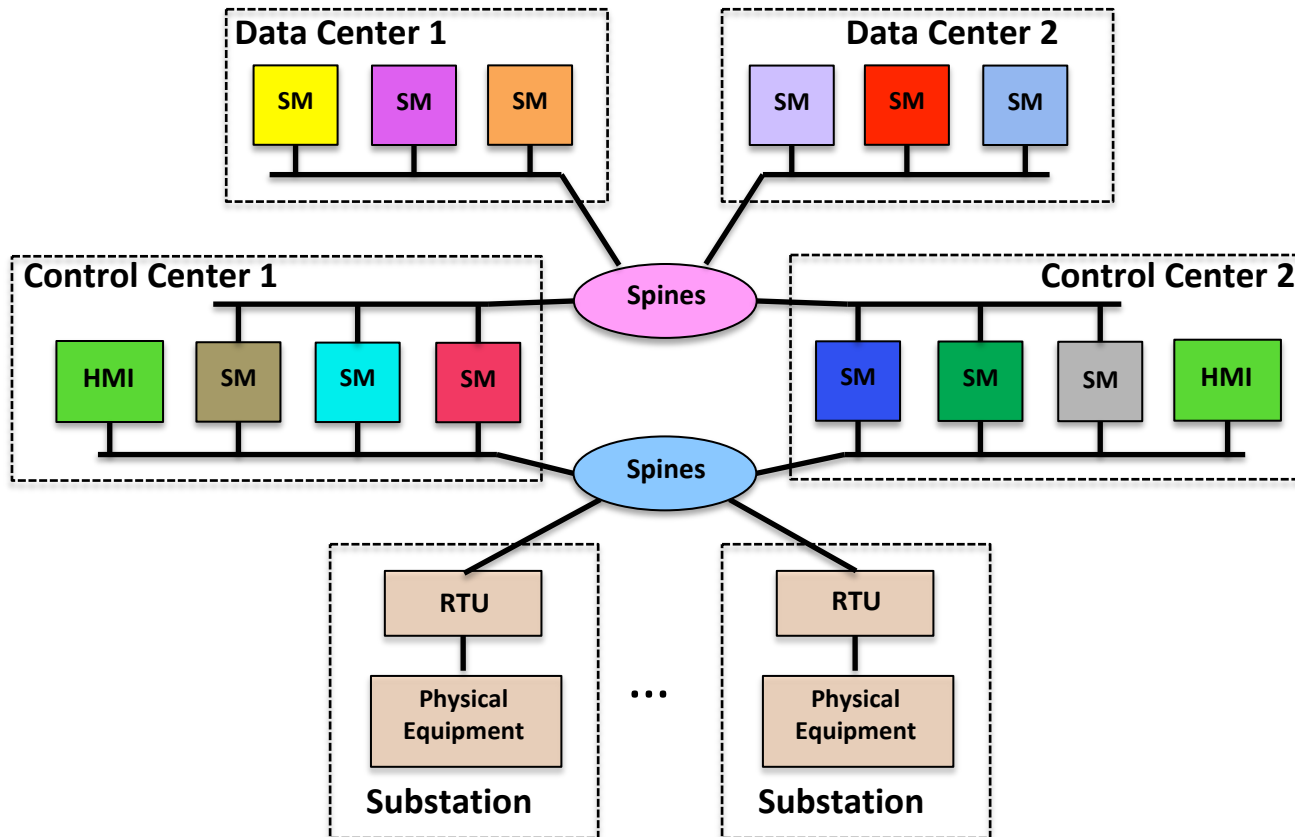 Data Center 1
Data Center 2
SM
SM
SM
SM
SM
SM
Control Center 1
Spines
Control Center 2
HMI
SM
SM
SM
SM
SM
SM
HMI
Spines
RTU
RTU
Physical
Equipment
...
Physical
Equipment
Substation
Substation